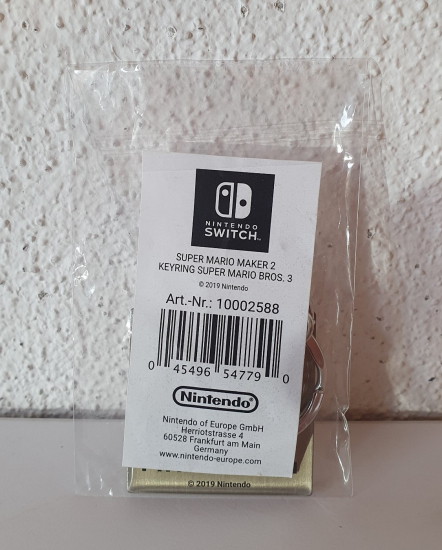 NINTENDO
SWITCH™
SUPER MARIO MAKER 2
KEYRING SUPER MARIO BROS. 3
© 2019 Nintendo
Art.-Nr.: 10002588
0 45496 54779 0
Nintendo®
Nintendo of Europe GmbH
Herriotstrasse 4
60528 Frankfurt am Main
Germany
www.nintendo-europe.com
© 2019 Nintendo